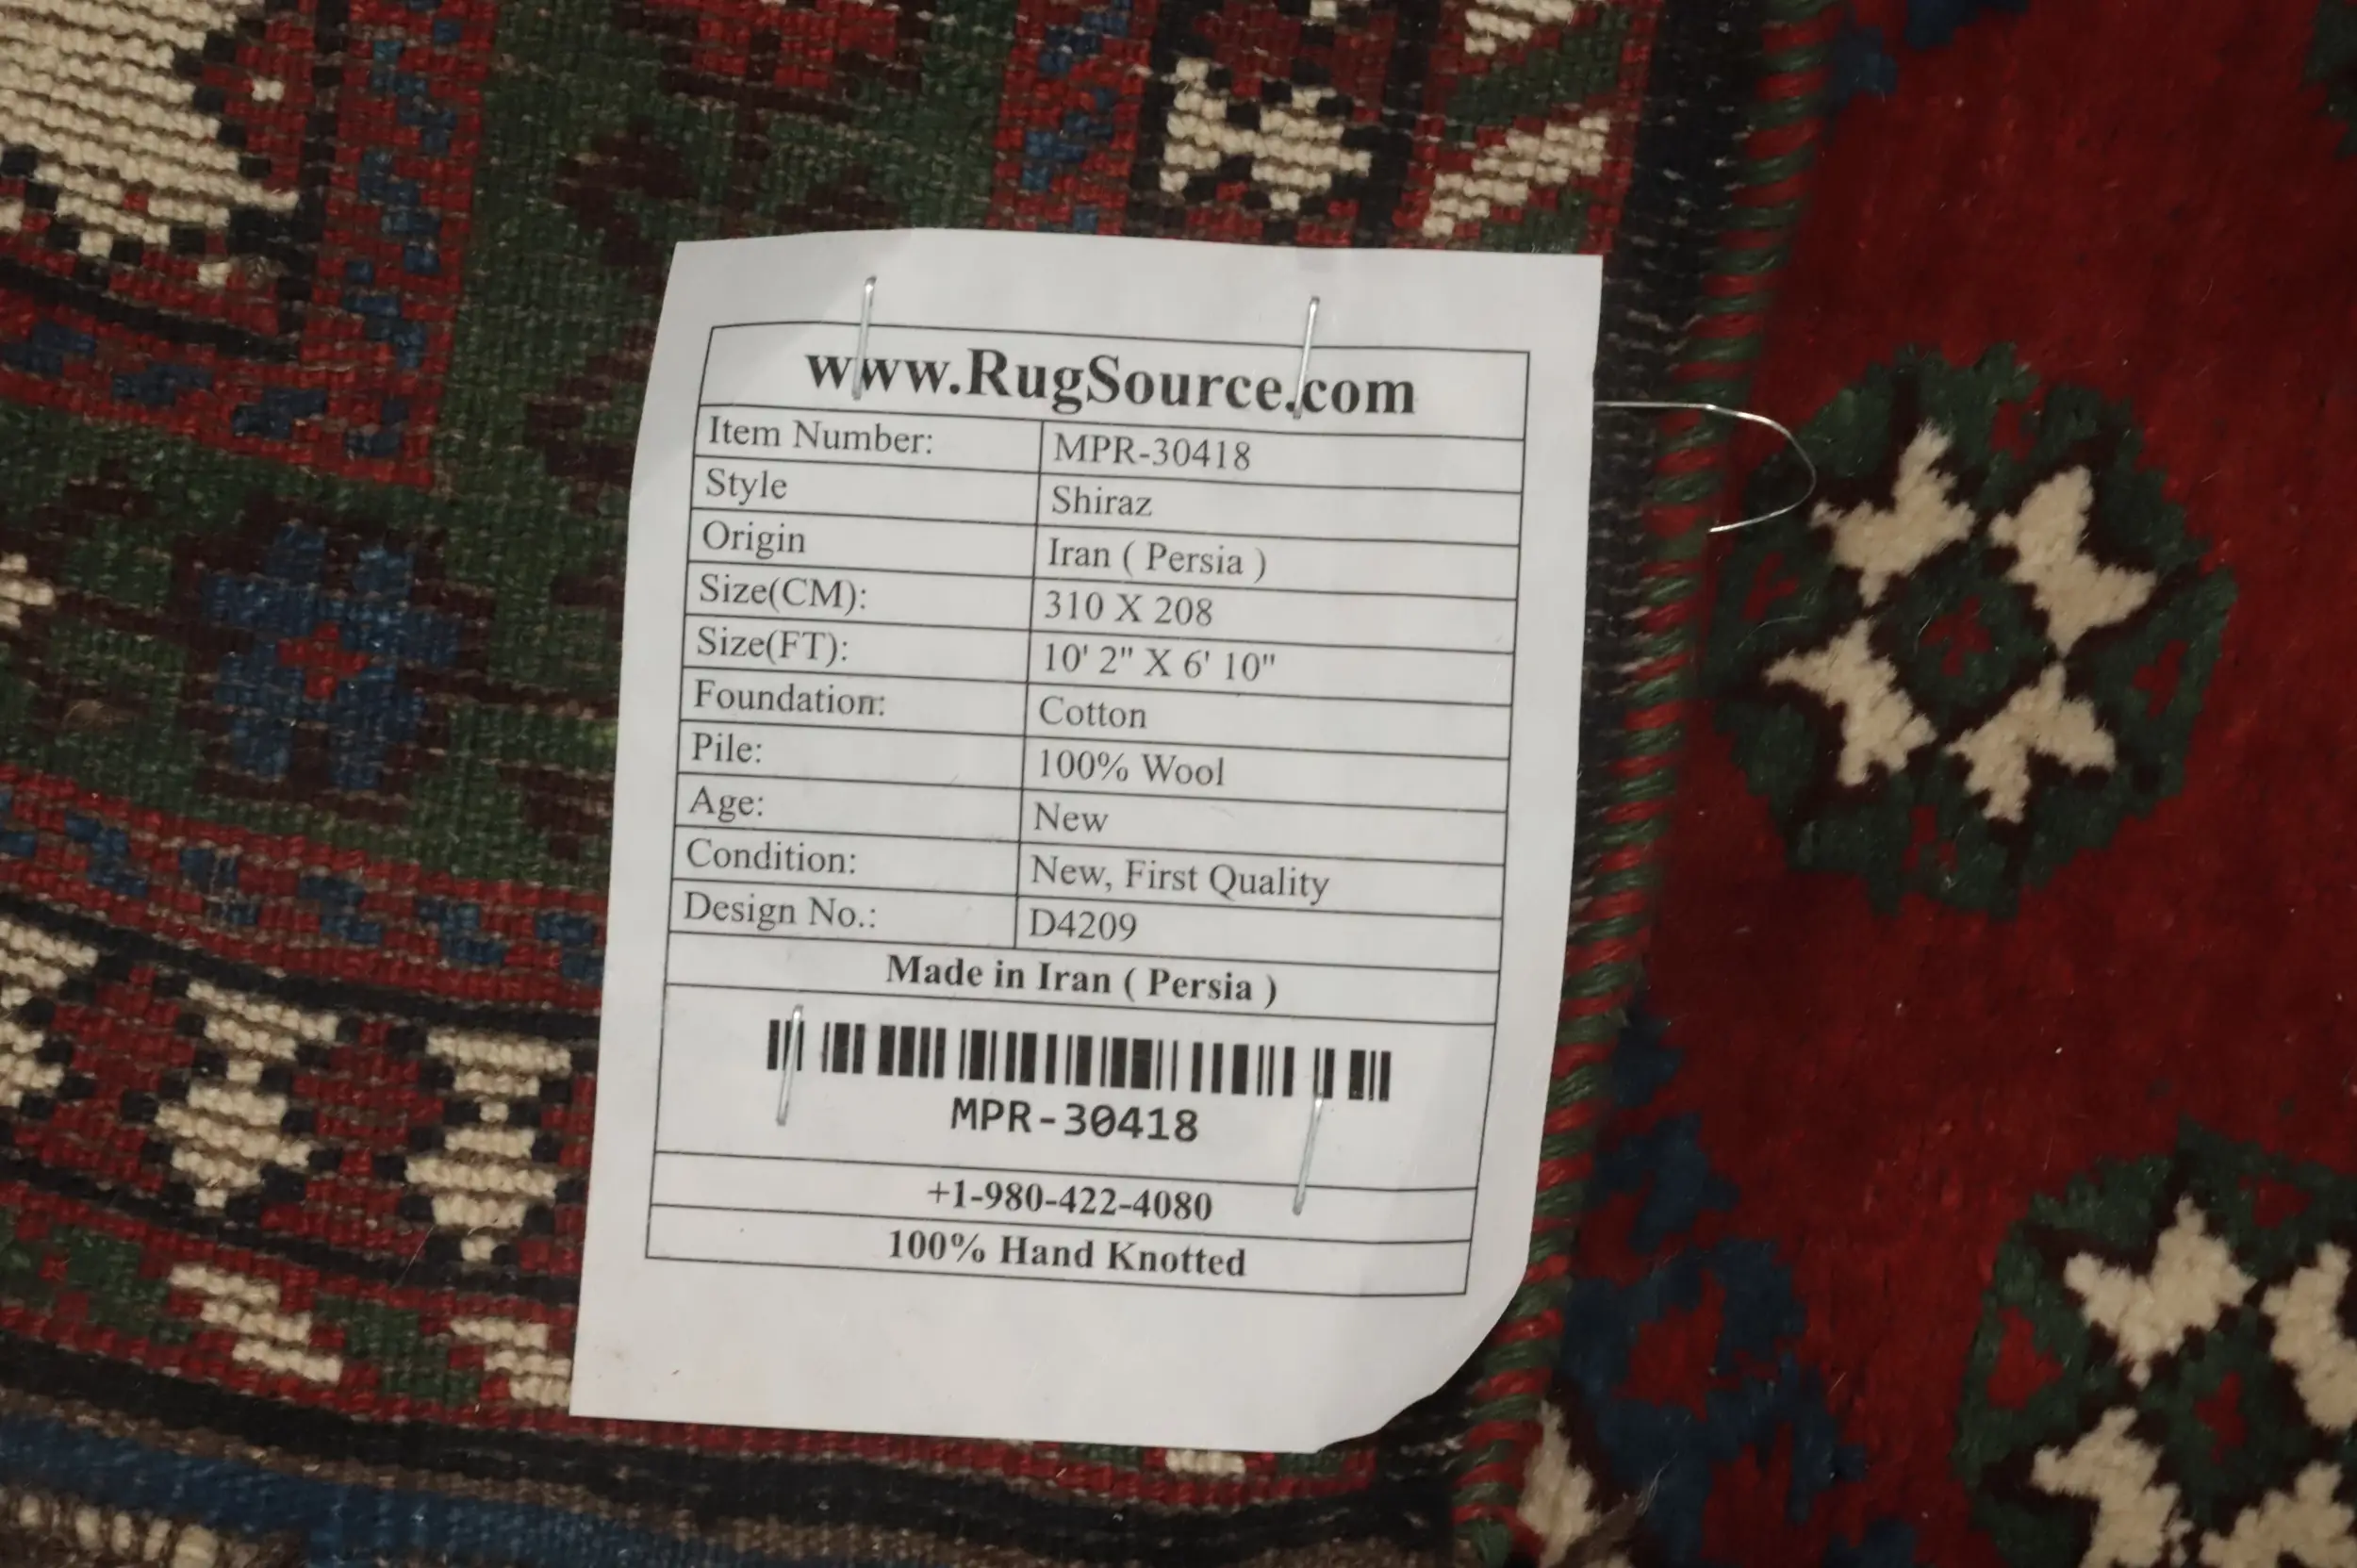 www.RugSource.com
Item Number: MPR-30418
Style Shiraz
Origin Iran ( Persia )
Size(CM): 310 X 208
Size(FT): 10' 2" X 6' 10"
Foundation: Cotton
Pile: 100% Wool
Age: New
Condition: New, First Quality
Design No.: D4209
Made in Iran ( Persia )
MPR-30418
+1-980-422-4080
100% Hand Knotted